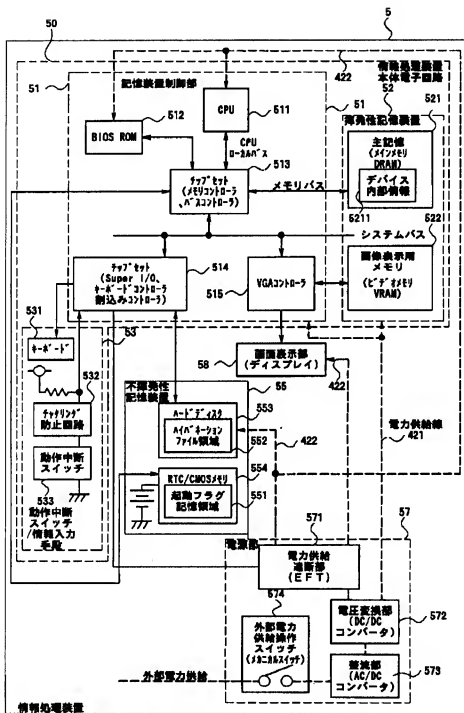 5
50
情報処理装置
本体電子回路
422
51
記憶装置制御部
52
揮発性記憶装置
521
CPU
511
512
BIOS ROM
51
主記憶
(メインメモリ
DRAM)
CPU
ローカルバス
513
デバイス
内部情報
チップセット
(メモリコントローラ
、バスコントローラ)
メモリバス
5211
522
システムバス
画像表示用
メモリ
(ビデオメモリ
VRAM)
チップセット
(Super I/O、
キーボードコントローラ
割込みコントローラ)
514
VGAコントローラ
515
531
53
キーボード
58
画面表示部
(ディスプレイ)
422
532
不揮発性
記憶装置
55
電力供給線
421
チャタリング
防止回路
ハードディスク
553
ハイバネーション
ファイル領域
552
422
動作中断
スイッチ
554
RTC/CMOSメモリ
起動フラグ
記憶領域
551
533
動作中断
スイッチ
/情報入力
手段
571
57
電源部
電力供給
遮断部
(EFT)
574
外部電力
供給操作
スイッチ
(メカニカルスイッチ)
電圧変換部
(DC/DC
コンバータ)
572
整流部
(AC/DC
コンバータ)
573
外部電力供給
情報処理装置